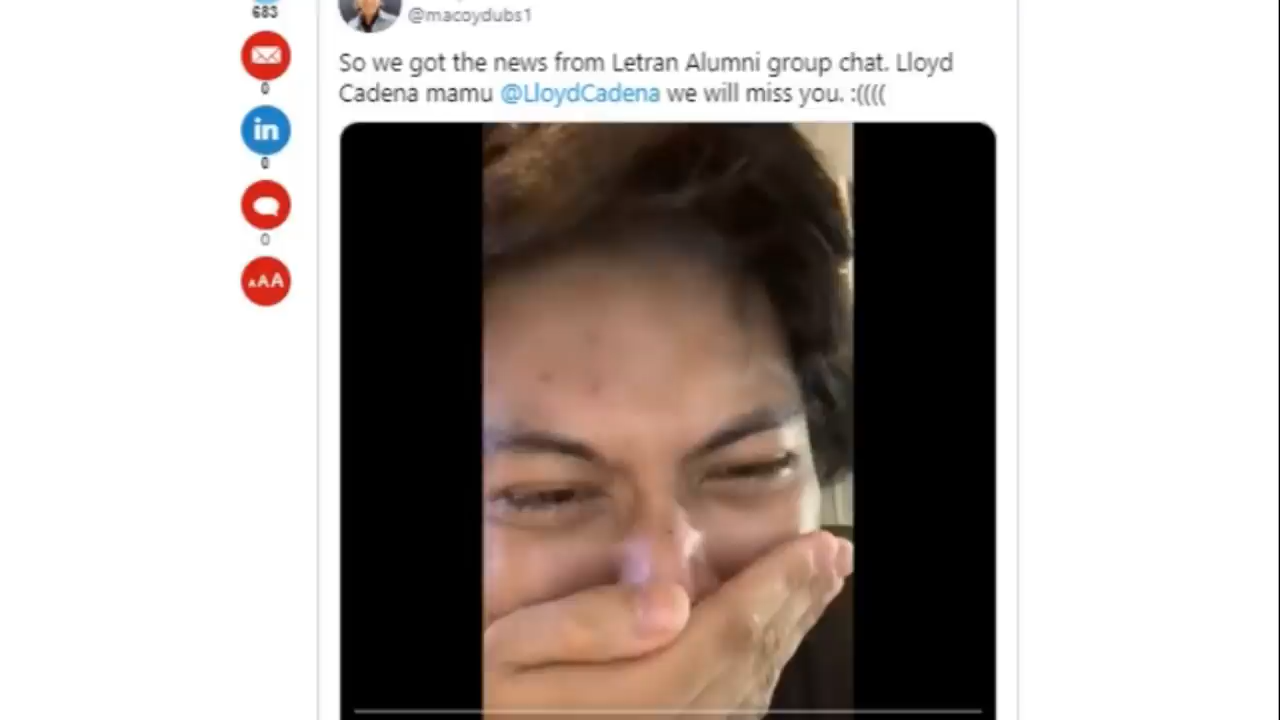 683
@macoydubs1
So we got the news from Letran Alumni group chat. Lloyd
Cadena mamu @LloydCadena we will miss you. :((((
0
in
0
0
AAA